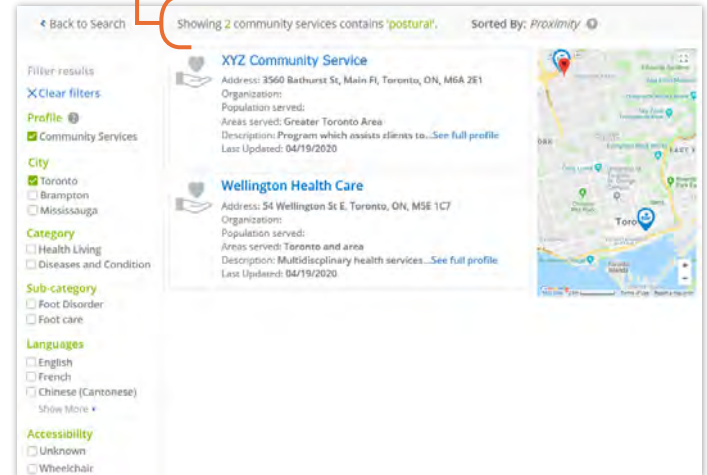 Back to Search
Showing 2 community services contains 'postural'.
Sorted By: Proximity
Filter results
Clear filters
Profile
Community Services
City
Toronto
Brampton
Mississauga
Category
Health Living
Diseases and Condition
Sub-category
Foot Disorder
Foot care
Languages
English
French
Chinese (Cantonese)
Show More
Accessibility
Unknown
Wheelchair
XYZ Community Service
Address: 3560 Bathurst St, Main Fl, Toronto, ON, M6A 2E1
Organization:
Population served:
Areas served: Greater Toronto Area
Description: Program which assists clients to...See full profile
Last Updated: 04/19/2020
Wellington Health Care
Address: 54 Wellington St E, Toronto, ON, M5E 1C7
Organization:
Population served:
Areas served: Toronto and area
Description: Multidiscplinary health services...See full profile
Last Updated: 04/19/2020
Toro
Toronto
Islands